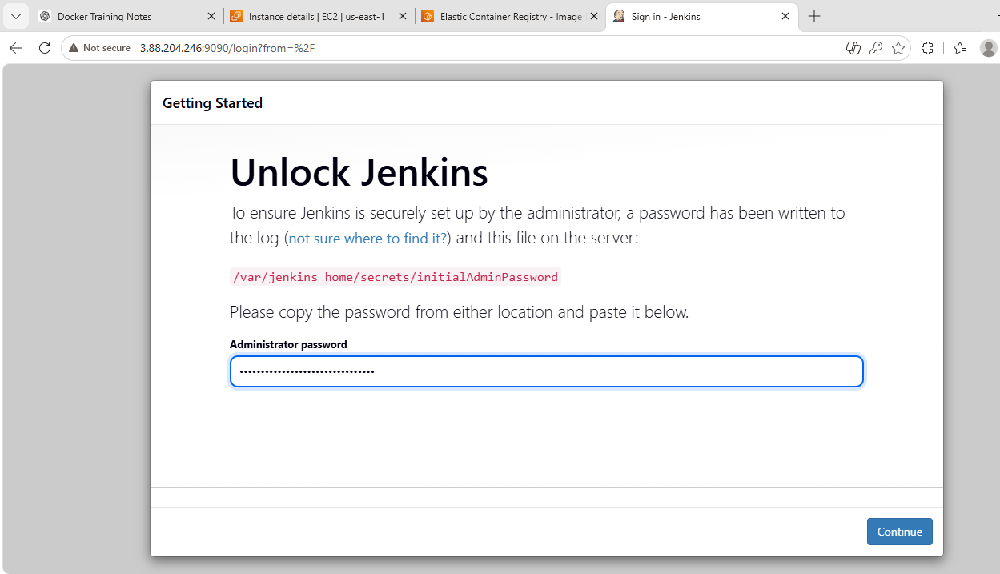 Docker Training Notes
Instance details | EC2 | us-east-1
Elastic Container Registry - Image
Sign in - Jenkins
Not secure
3.88.204.246:9090/login?from=%2F
Getting Started
Unlock Jenkins
To ensure Jenkins is securely set up by the administrator, a password has been written to
the log (not sure where to find it?) and this file on the server:
/var/jenkins_home/secrets/initialAdminPassword
Please copy the password from either location and paste it below.
Administrator password
••••••••••••••••••••••••••••••••
Continue